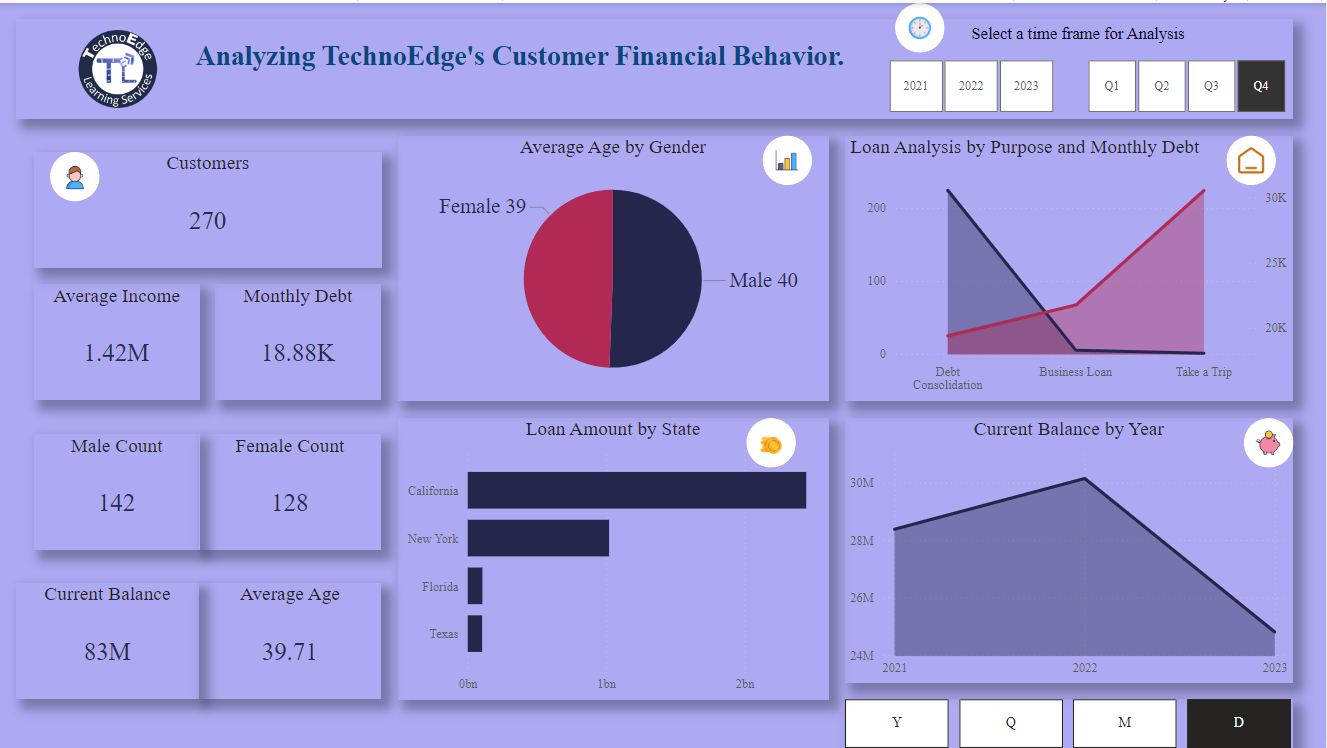 TechnoEdge
TL
Learning Services
Analyzing TechnoEdge's Customer Financial Behavior.
Select a time frame for Analysis
2021
2022
2023
Q1
Q2
Q3
Q4
Customers
270
Average Income
1.42M
Monthly Debt
18.88K
Male Count
142
Female Count
128
Current Balance
83M
Average Age
39.71
Average Age by Gender
Female 39
Male 40
Loan Analysis by Purpose and Monthly Debt
200
100
0
30K
25K
20K
Debt
Consolidation
Business Loan
Take a Trip
Loan Amount by State
California
New York
Florida
Texas
0bn
1bn
2bn
Current Balance by Year
30M
28M
26M
24M
2021
2022
2023
Y
Q
M
D